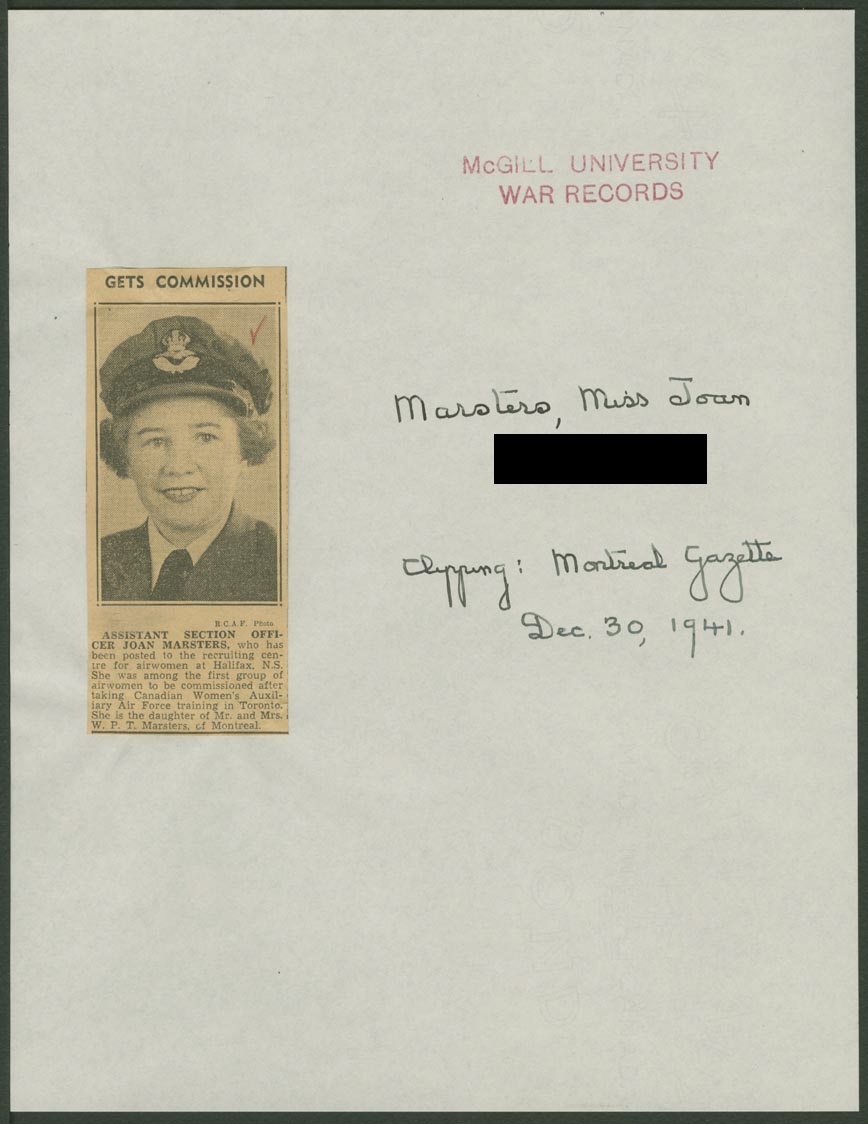 McGILL UNIVERSITY
WAR RECORDS
GETS COMMISSION
R.C.A.F. Photo
ASSISTANT SECTION OFFI-
CER JOAN MARSTERS, who has
been posted to the recruiting cen-
tre for airwomen at Halifax, N.S.
She was among the first group of
airwomen to be commissioned after
taking Canadian Women's Auxil-
iary Air Force training in Toronto.
She is the daughter of Mr. and Mrs.
W. P. T. Marsters, of Montreal.
Marsters, Miss Joan
Clipping: Montreal Gazette
Dec. 30, 1941.